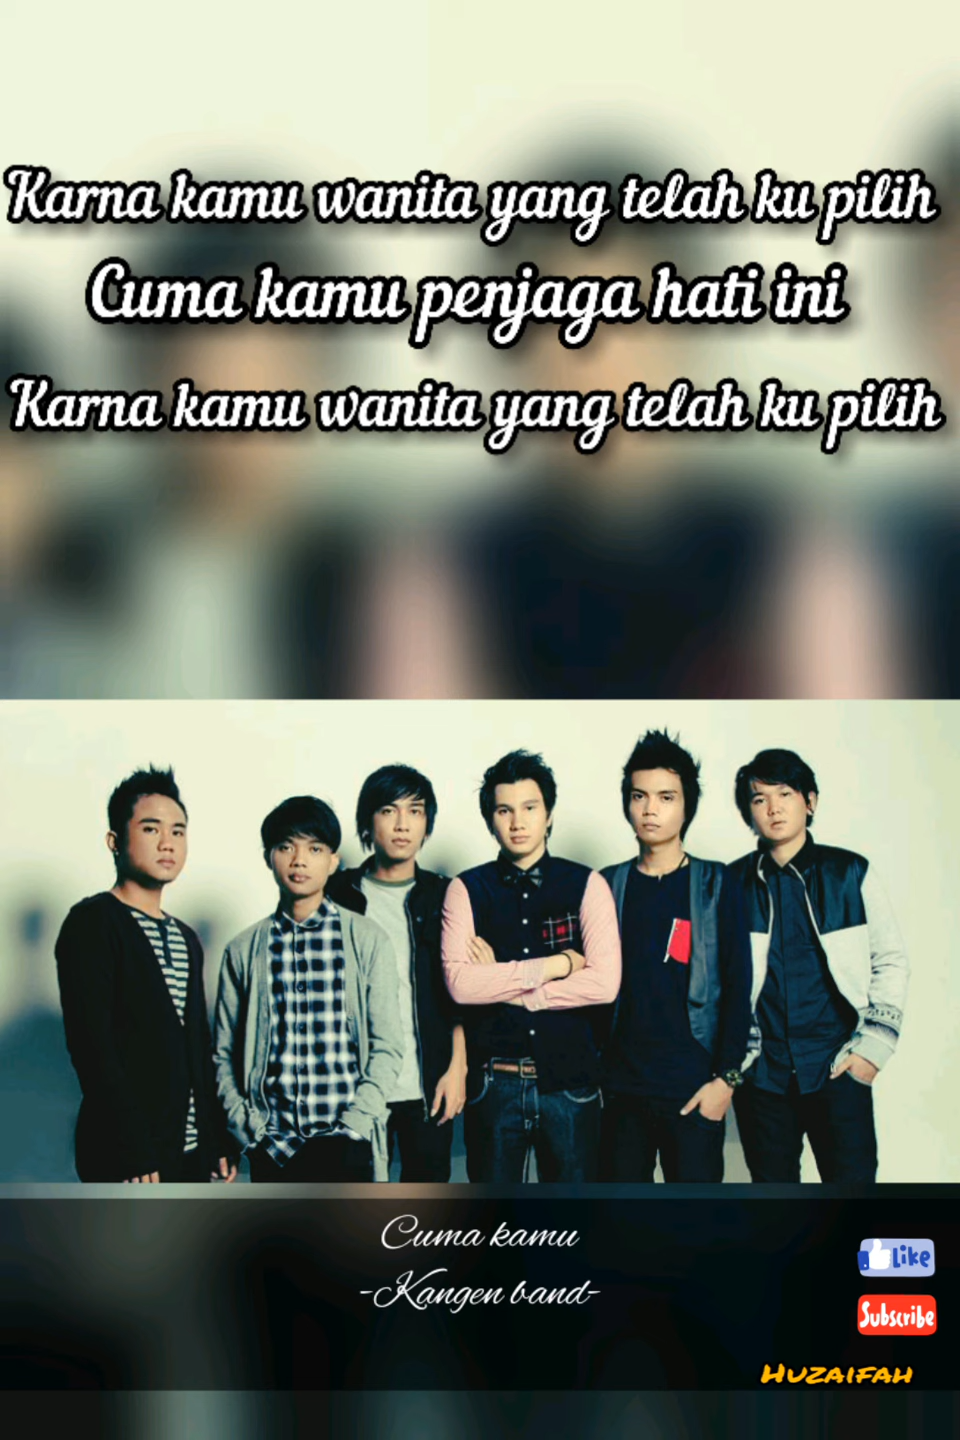 Karna kamu wanita yang telah ku pilih
Cuma kamu penjaga hati ini
Karna kamu wanita yang telah ku pilih
Cuma kamu
-Kangen band-
Like
Subscribe
HUZAIFAH